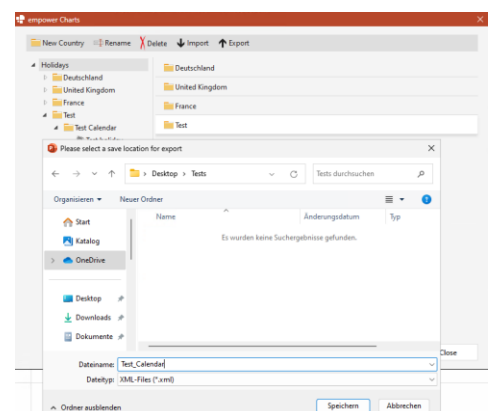 empower Charts
New Country Rename Delete Import Export
Holidays
Deutschland
United Kingdom
France
Test
Test Calendar
Deutschland
United Kingdom
France
Test
Please select a save location for export
Desktop > Tests
Tests durchsuchen
Organisieren Neuer Ordner
Start
Katalog
OneDrive
Desktop
Downloads
Dokumente
Name Änderungsdatum Typ
Es wurden keine Suchergebnisse gefunden.
Close
Dateiname: Test_Calendar
Dateityp: XML-Files (*.xml)
Ordner ausblenden
Speichern Abbrechen